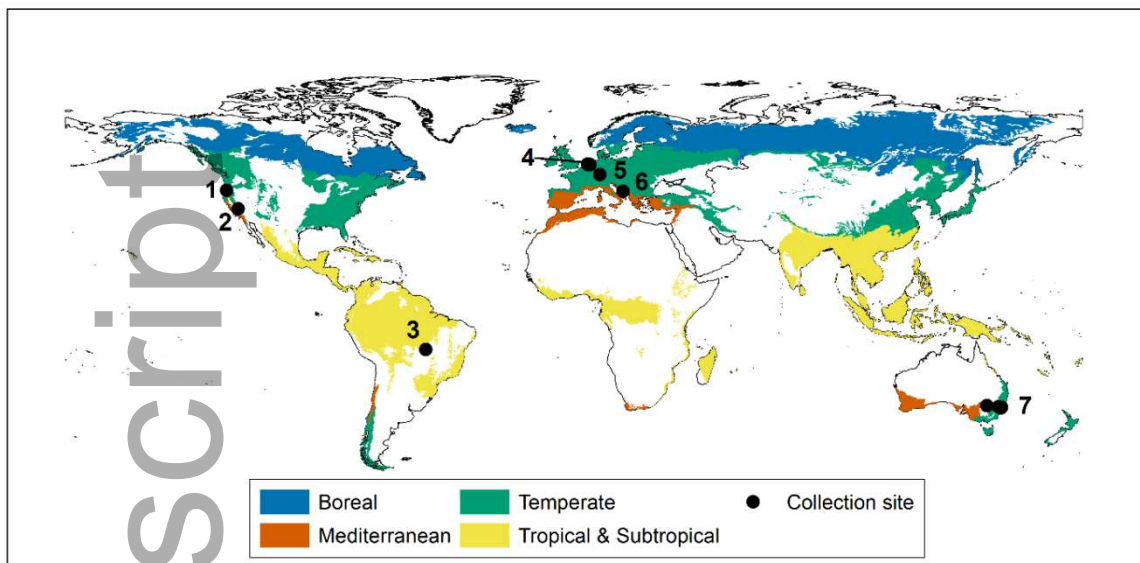 script
1
2
3
4
5
6
7
Boreal
Temperate
Collection site
Mediterranean
Tropical & Subtropical